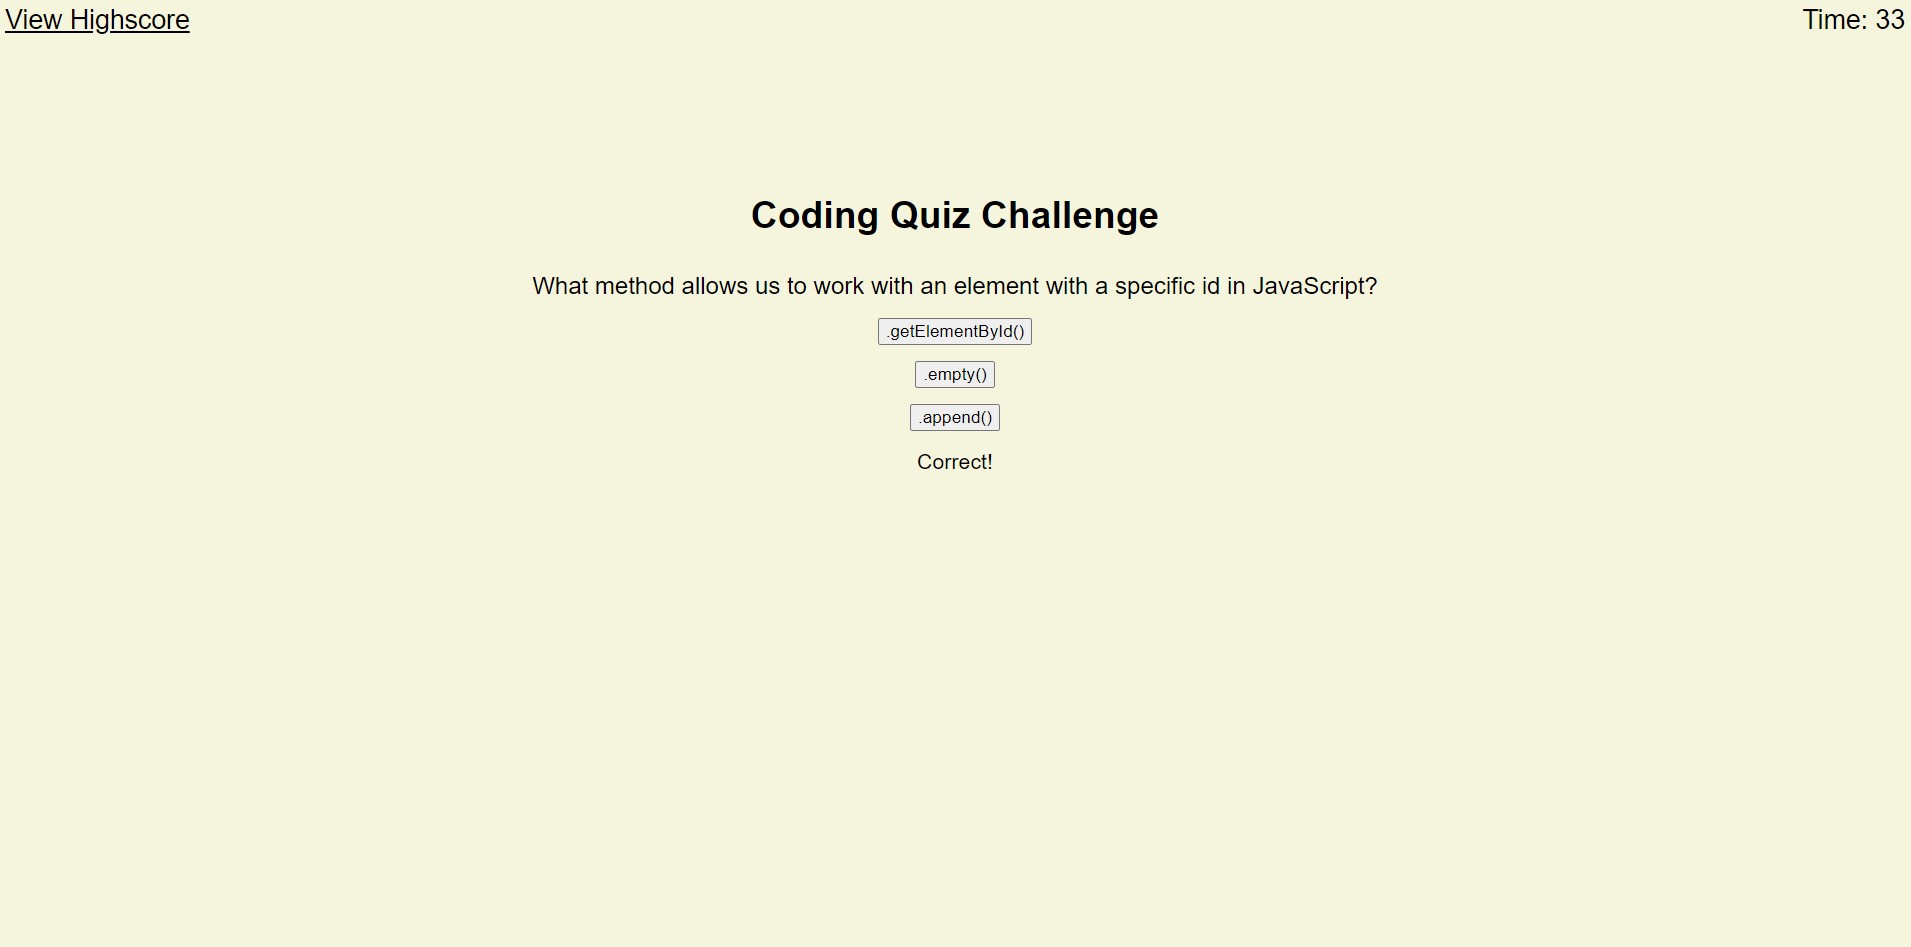 View Highscore
Time: 33
Coding Quiz Challenge
What method allows us to work with an element with a specific id in JavaScript?
.getElementById()
.empty()
.append()
Correct!